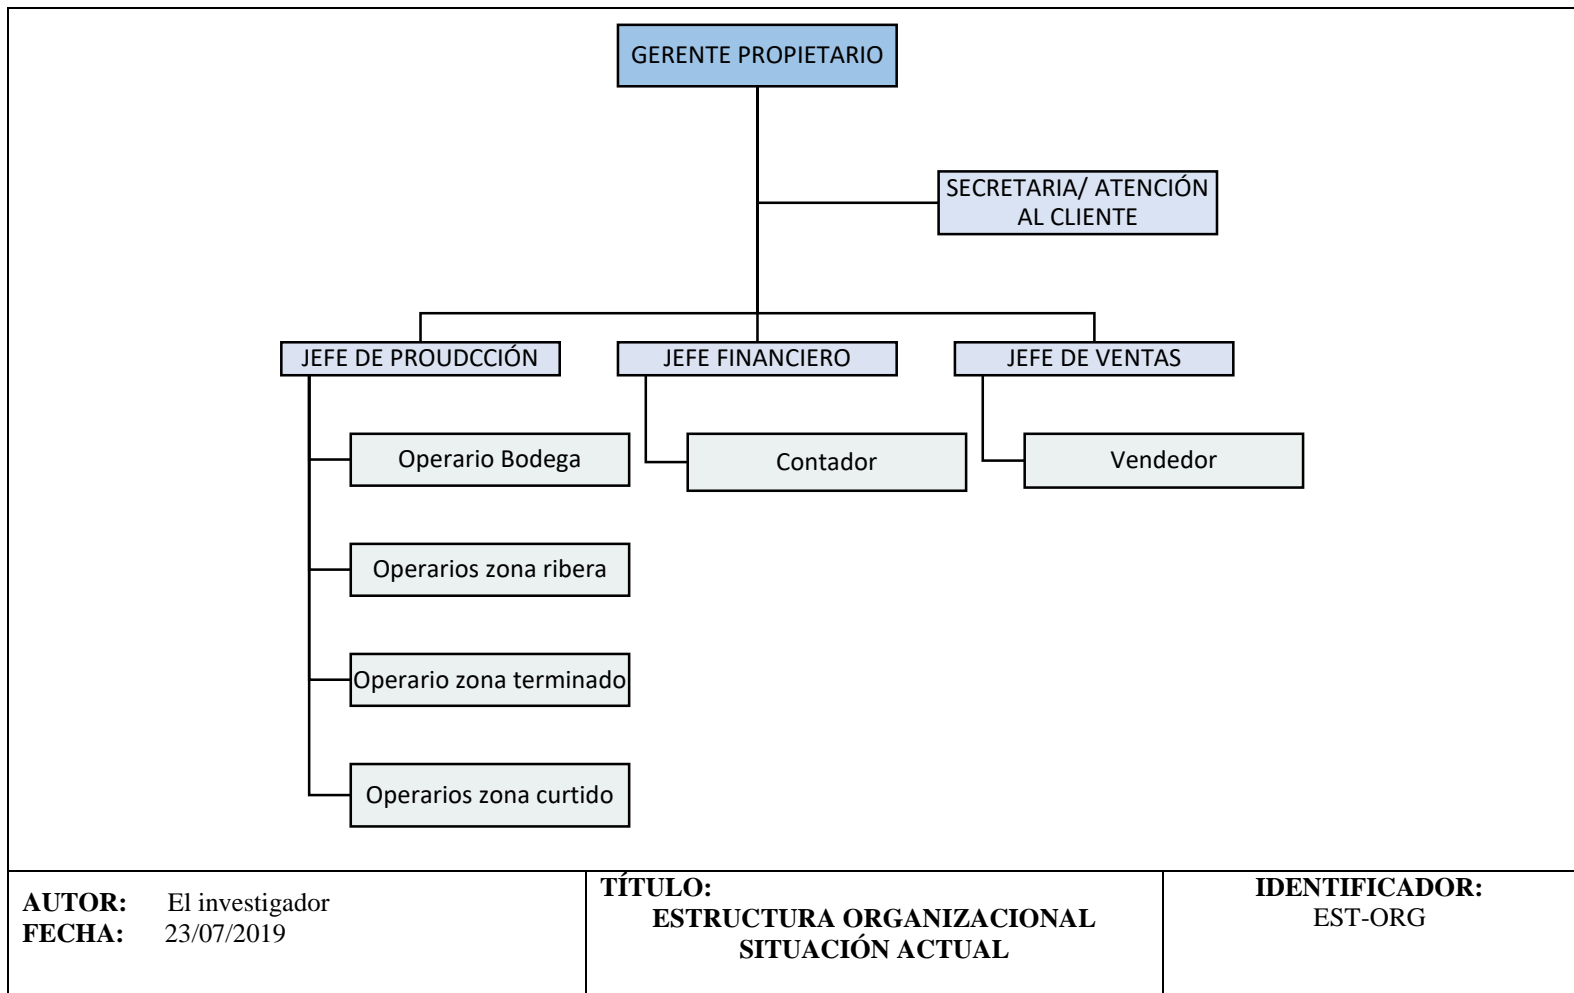 GERENTE PROPIETARIO
SECRETARIA/ ATENCIÓN
AL CLIENTE
JEFE DE PROUDCCIÓN
JEFE FINANCIERO
JEFE DE VENTAS
Operario Bodega
Contador
Vendedor
Operarios zona ribera
Operario zona terminado
Operarios zona curtido
AUTOR: El investigador
FECHA: 23/07/2019
TÍTULO:
ESTRUCTURA ORGANIZACIONAL
SITUACIÓN ACTUAL
IDENTIFICADOR:
EST-ORG